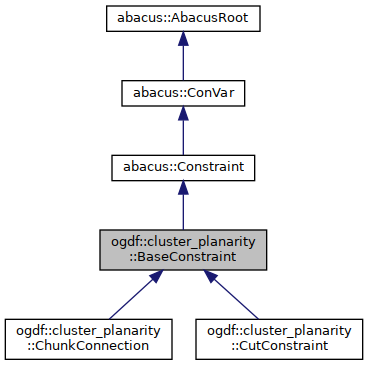 abacus::AbacusRoot
abacus::ConVar
abacus::Constraint
ogdf::cluster_planarity
::BaseConstraint
ogdf::cluster_planarity
::ChunkConnection
ogdf::cluster_planarity
::CutConstraint